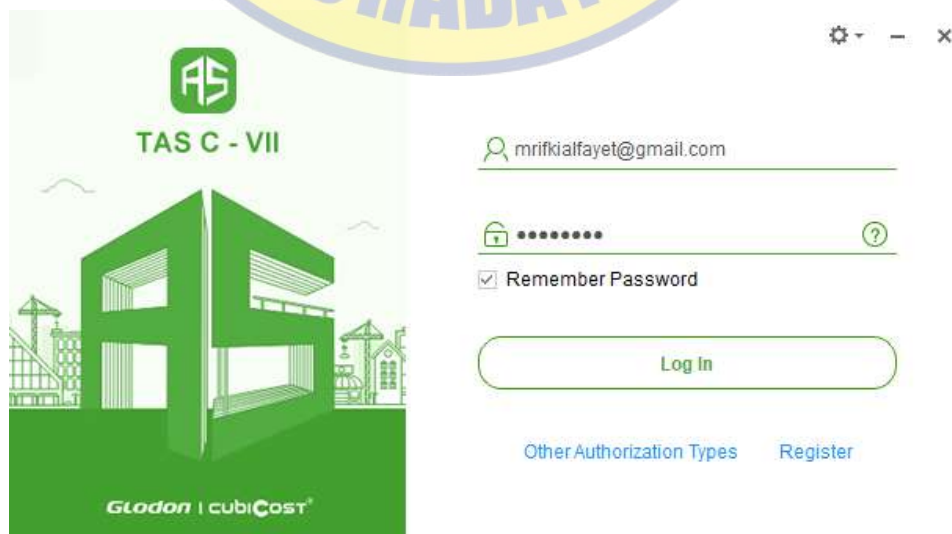 AS
TAS C - VII
mrifkialfayet@gmail.com
••••••••
Remember Password
Log In
Other Authorization Types Register
GLODON | CUBICOST®